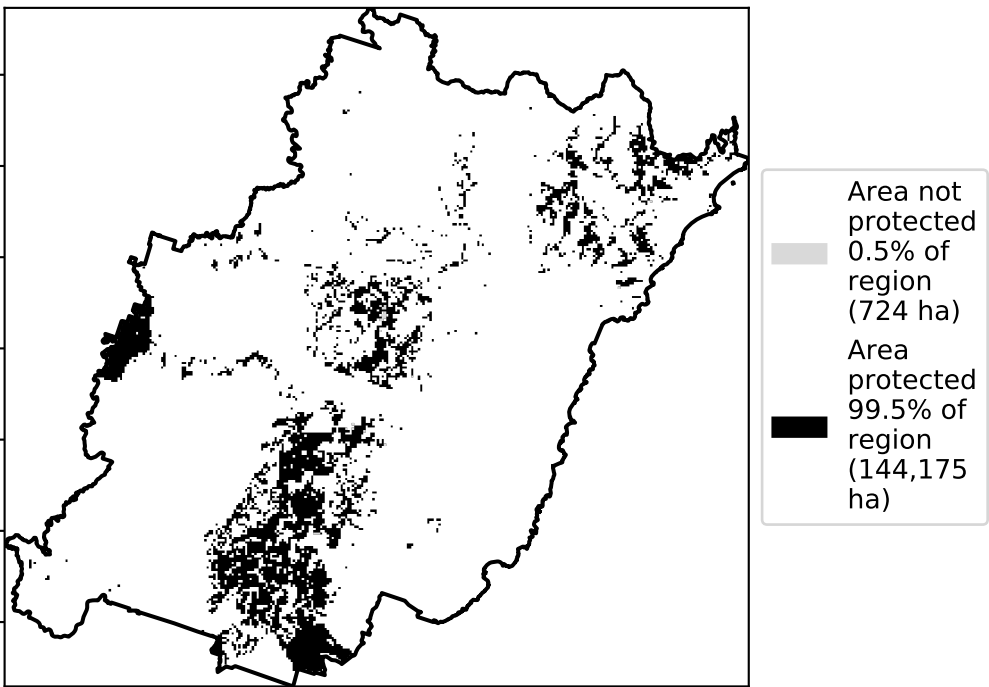 Area not
protected
0.5% of
region
(724 ha)
Area
protected
99.5% of
region
(144,175
ha)